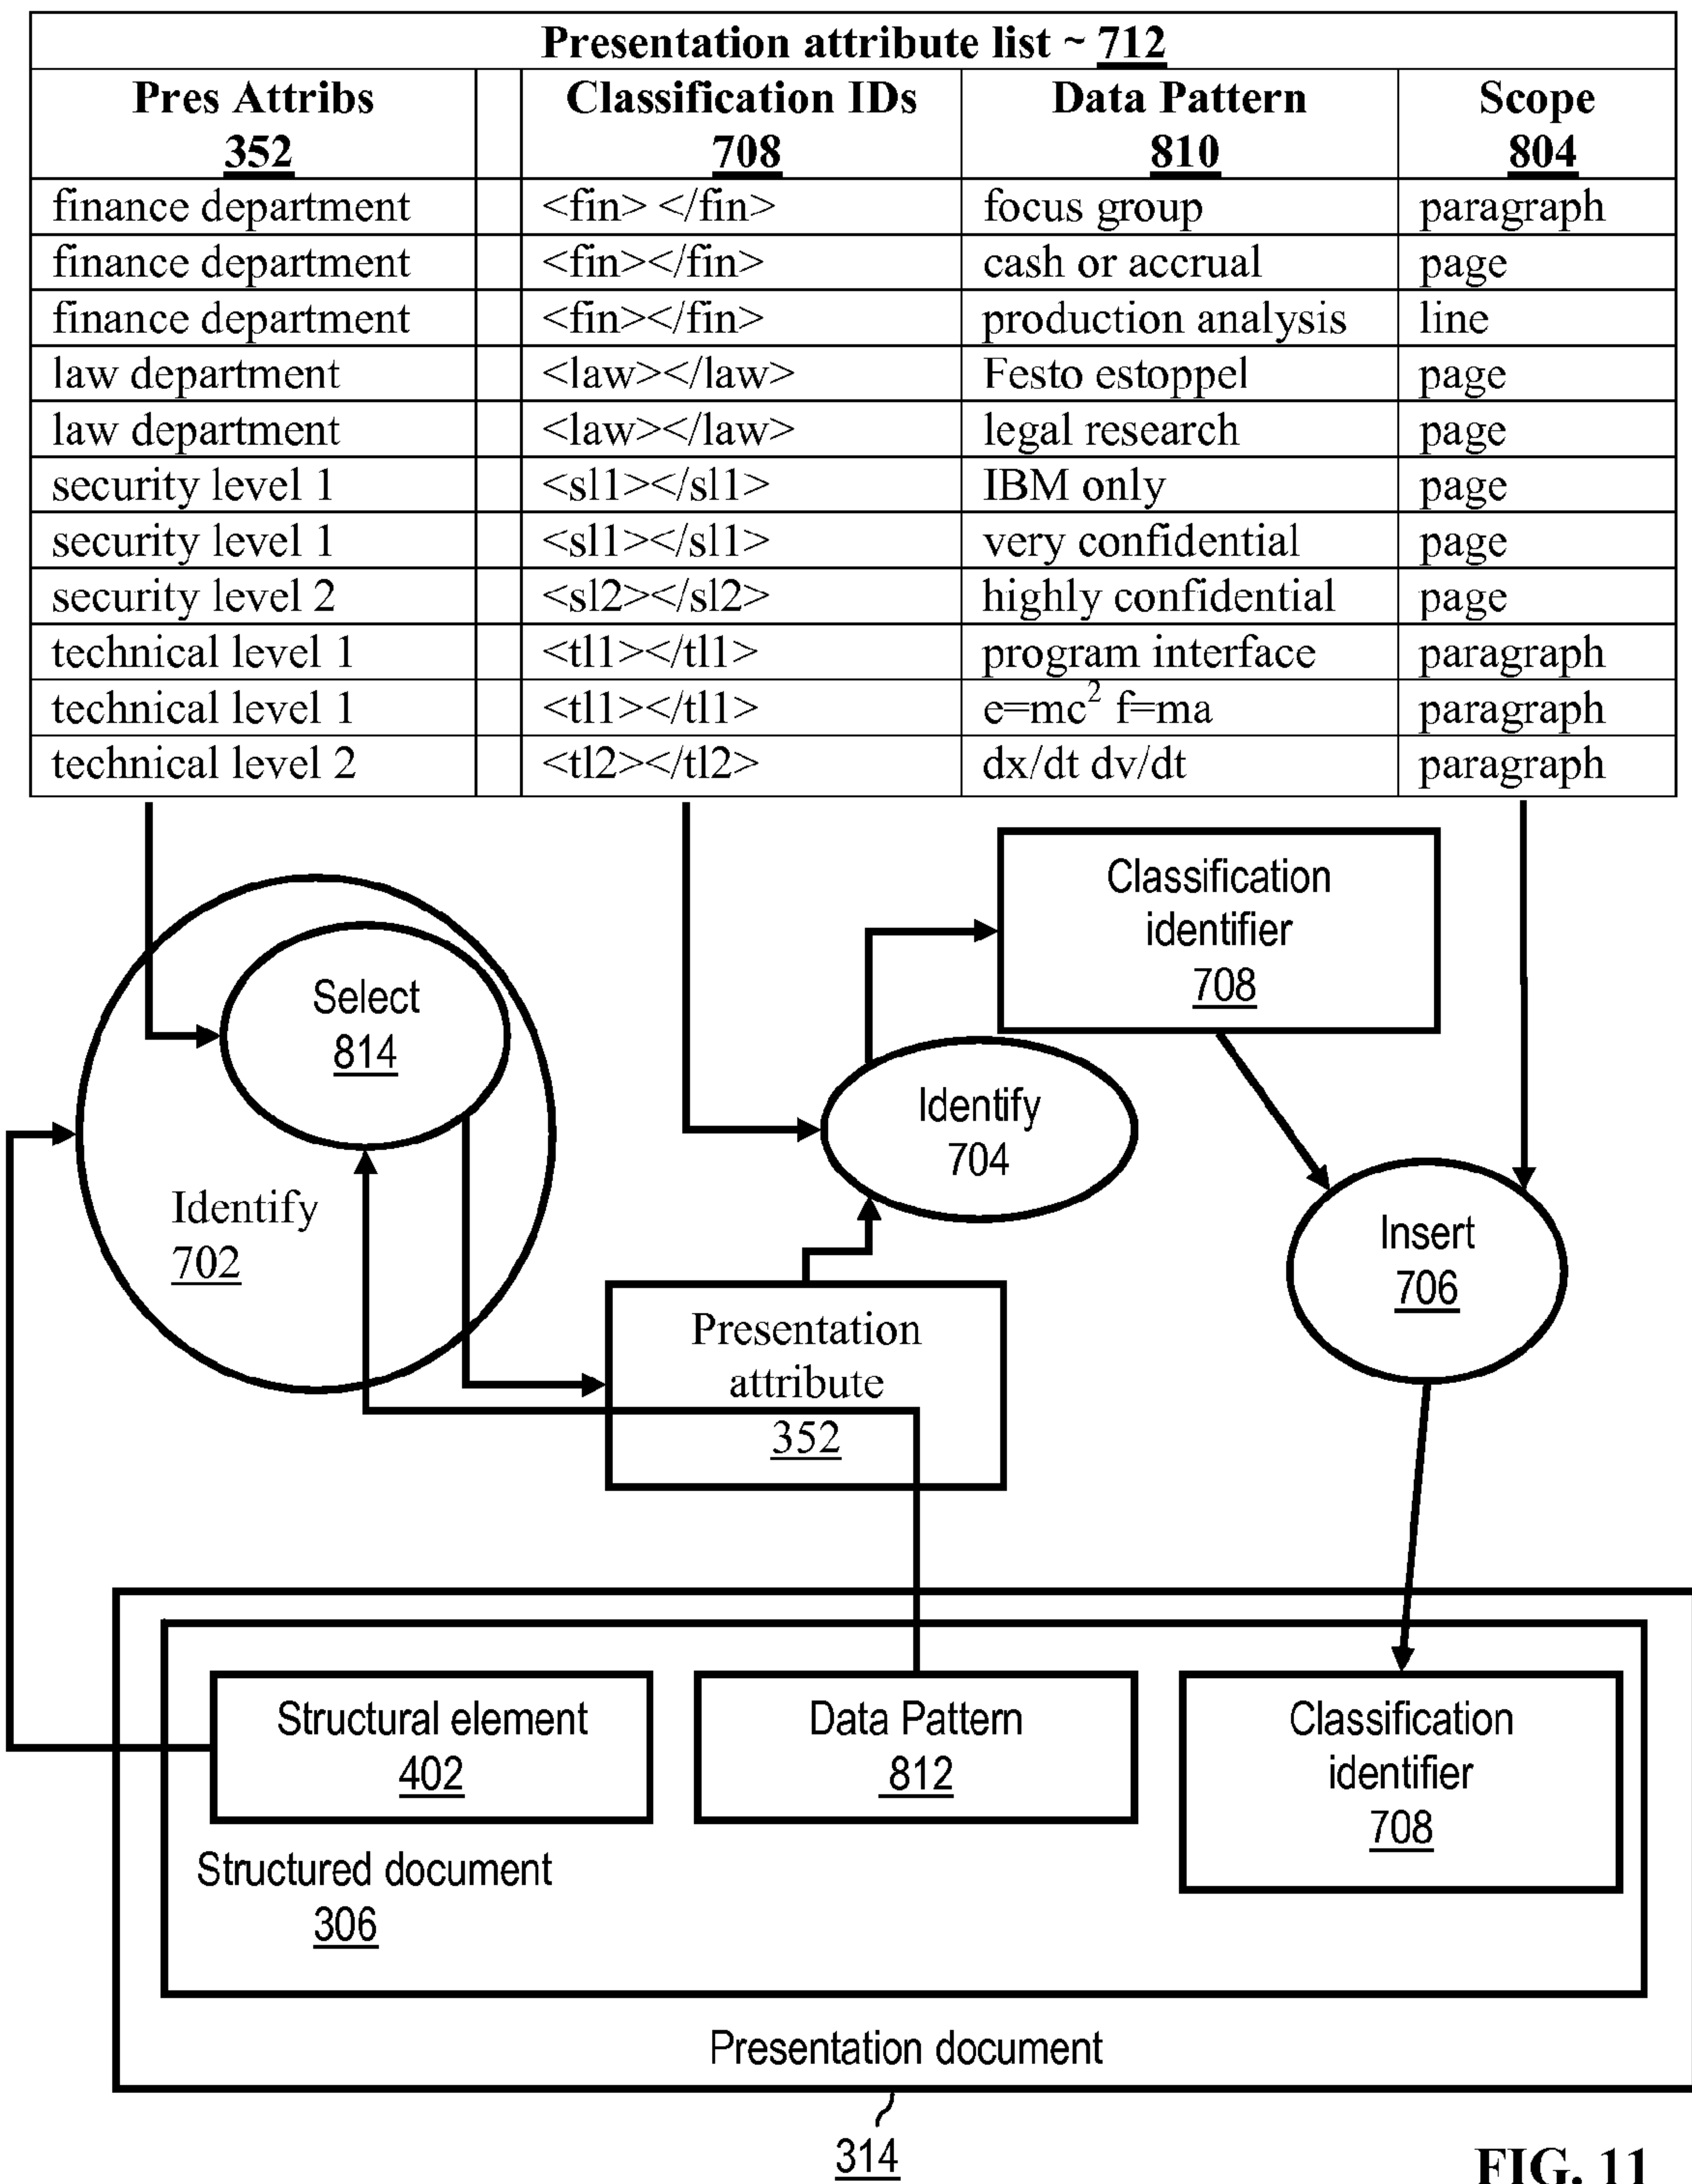 Presentation attribute list ~ 712
Pres Attribs Classification IDs Data Pattern Scope
352 708 810 804
finance department <fin> </fin> focus group paragraph
finance department <fin></fin> cash or accrual page
finance department <fin></fin> production analysis line
law department <law></law> Festo estoppel page
law department <law></law> legal research page
security level 1 <sl1></sl1> IBM only page
security level 1 <sl1></sl1> very confidential page
security level 2 <sl2></sl2> highly confidential page
technical level 1 <tl1></tl1> program interface paragraph
technical level 1 <tl1></tl1> e=mc² f=ma paragraph
technical level 2 <tl2></tl2> dx/dt dv/dt paragraph
Classification
identifier
708
Select
814
Identify
704
Identify
702
Insert
706
Presentation
attribute
352
Structural element
402
Data Pattern
812
Classification
identifier
708
Structured document
306
Presentation document
314
FIG. 11